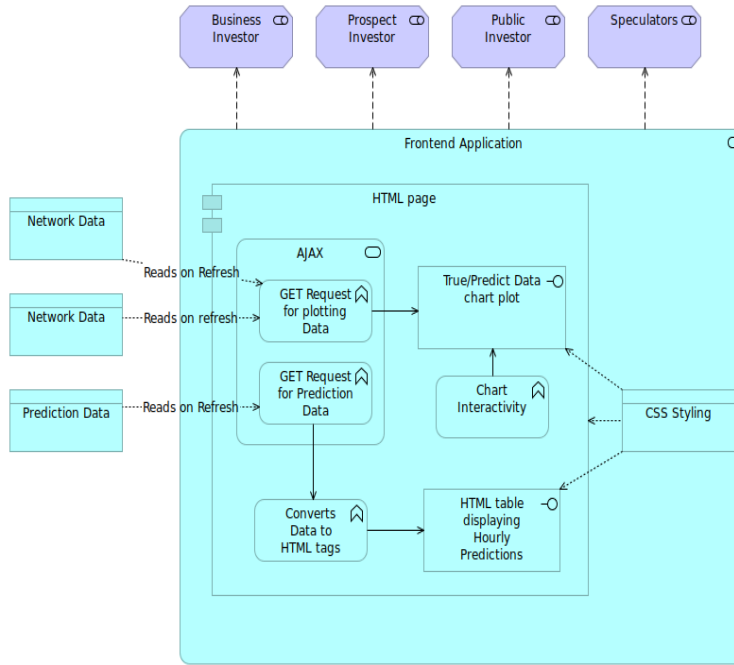 Business
Investor
Prospect
Investor
Public
Investor
Speculators
Frontend Application
HTML page
Network Data
AJAX
Reads on Refresh
GET Request
for plotting
Data
True/Predict Data
chart plot
Network Data
Reads on refresh
GET Request
for Prediction
Data
Chart
Interactivity
Prediction Data
Reads on Refresh
CSS Styling
Converts
Data to
HTML tags
HTML table
displaying
Hourly
Predictions